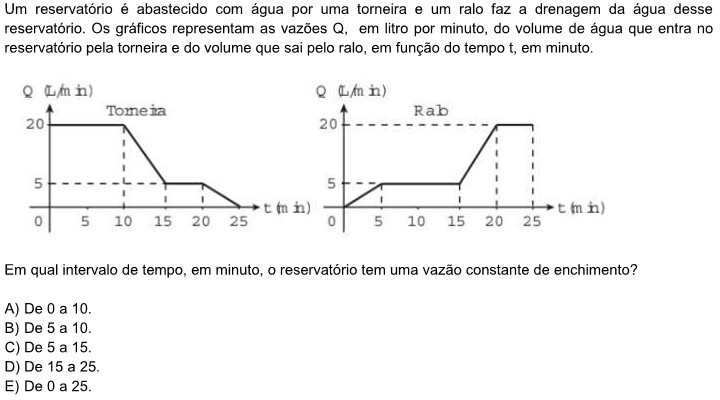 Um reservatório é abastecido com água por uma torneira e um ralo faz a drenagem da água desse
reservatório. Os gráficos representam as vazões Q, em litro por minuto, do volume de água que entra no
reservatório pela torneira e do volume que sai pelo ralo, em função do tempo t, em minuto.
Q (L/min)
Torneira
20
5
0 5 10 15 20 25
t (min)
Q (L/min)
Ralo
20
5
0 5 10 15 20 25
t (min)
Em qual intervalo de tempo, em minuto, o reservatório tem uma vazão constante de enchimento?
A) De 0 a 10.
B) De 5 a 10.
C) De 5 a 15.
D) De 15 a 25.
E) De 0 a 25.